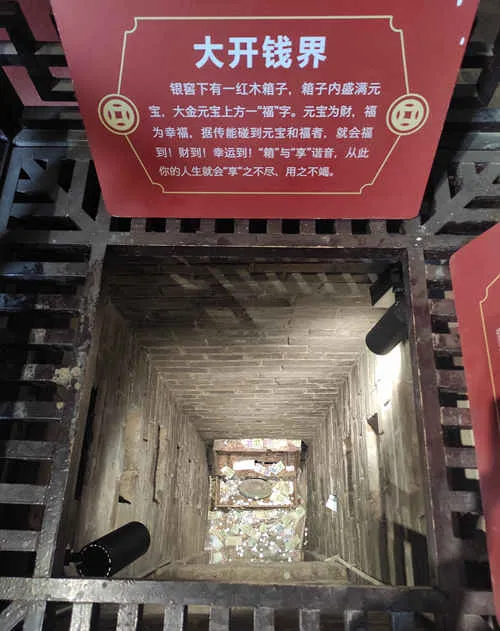 大开钱界
银窖下有一红木箱子，箱子内盛满元
宝，大金元宝上方一“福”字。元宝为财，福
为幸福，据传能碰到元宝和福者，就会福
到！财到！幸运到！“箱”与“享”谐音，从此
你的人生就会“享”之不尽、用之不竭。